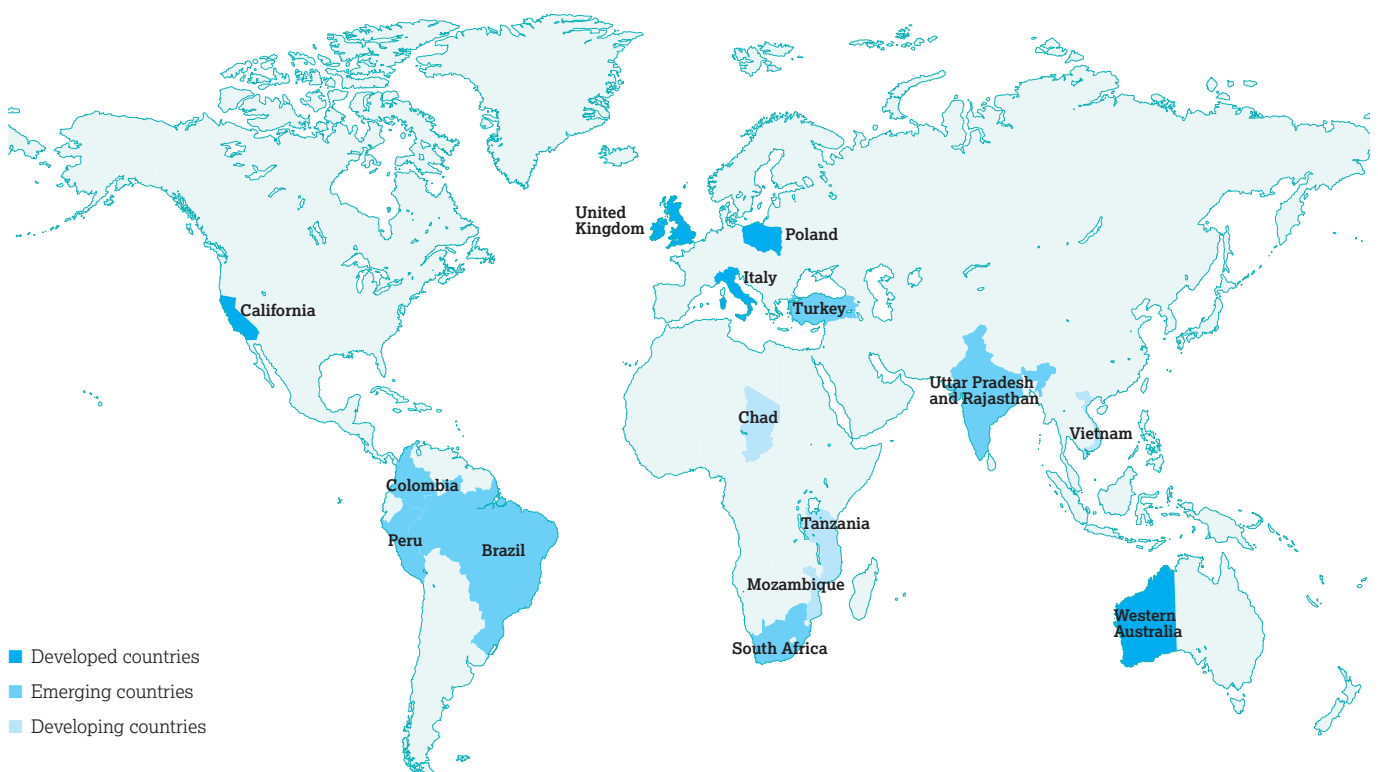 United
Kingdom
Poland
Italy
California
Turkey
Uttar Pradesh
and Rajasthan
Chad
Vietnam
Colombia
Tanzania
Peru
Brazil
Mozambique
Western
Australia
South Africa
Developed countries
Emerging countries
Developing countries